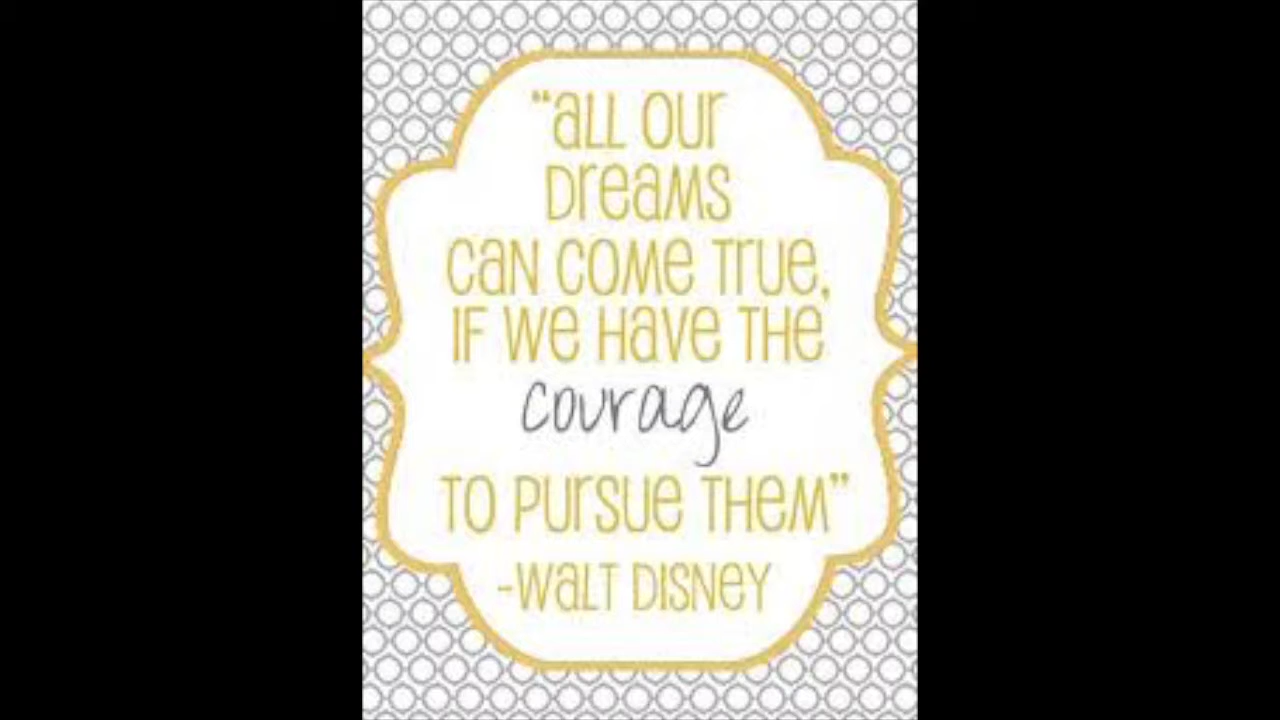 “all our
Dreams
can come true,
IF we Have THE
courage
TO Pursue THEM”
-Walt Disney